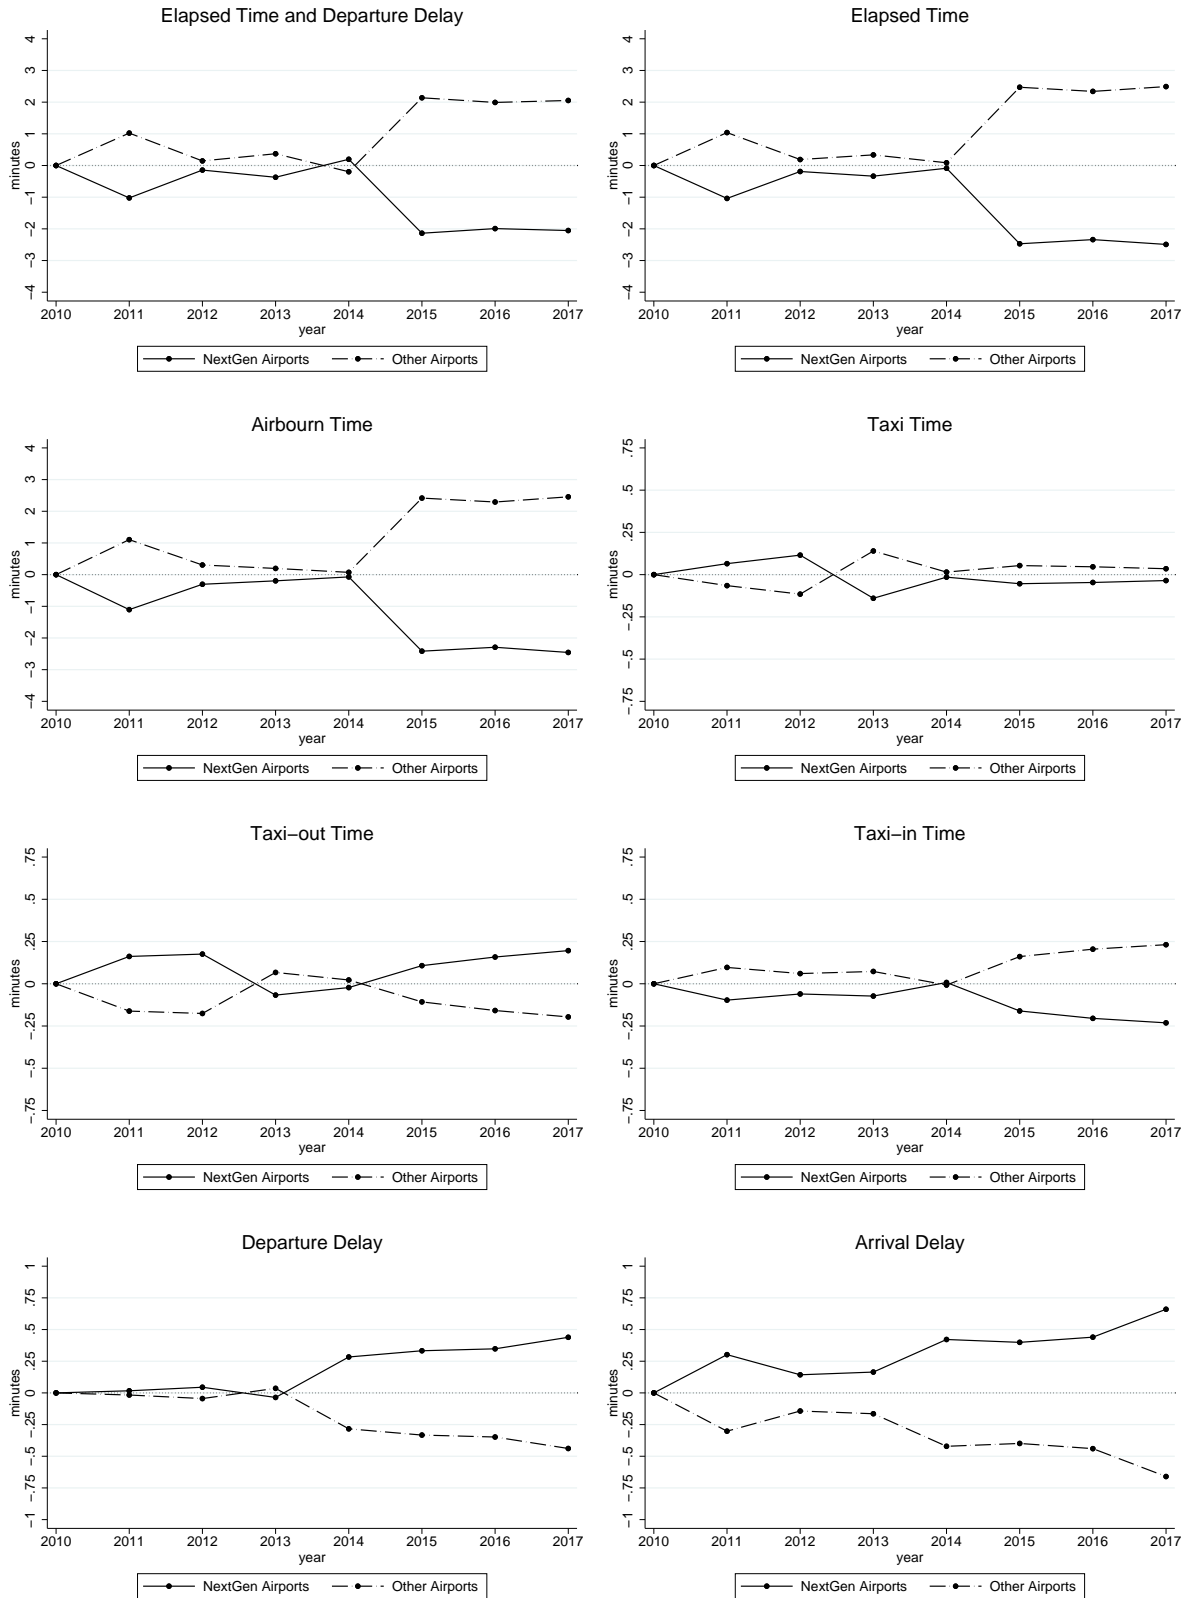 Elapsed Time and Departure Delay
minutes
4
3
2
1
0
−1
−2
−3
−4
2010 2011 2012 2013 2014 2015 2016 2017
year
NextGen Airports Other Airports
Elapsed Time
minutes
4
3
2
1
0
−1
−2
−3
−4
2010 2011 2012 2013 2014 2015 2016 2017
year
NextGen Airports Other Airports
Airbourn Time
minutes
4
3
2
1
0
−1
−2
−3
−4
2010 2011 2012 2013 2014 2015 2016 2017
year
NextGen Airports Other Airports
Taxi Time
minutes
.75
.5
.25
0
−.25
−.5
−.75
2010 2011 2012 2013 2014 2015 2016 2017
year
NextGen Airports Other Airports
Taxi−out Time
minutes
.75
.5
.25
0
−.25
−.5
−.75
2010 2011 2012 2013 2014 2015 2016 2017
year
NextGen Airports Other Airports
Taxi−in Time
minutes
.75
.5
.25
0
−.25
−.5
−.75
2010 2011 2012 2013 2014 2015 2016 2017
year
NextGen Airports Other Airports
Departure Delay
minutes
1
.75
.5
.25
0
−.25
−.5
−.75
−1
2010 2011 2012 2013 2014 2015 2016 2017
year
NextGen Airports Other Airports
Arrival Delay
minutes
1
.75
.5
.25
0
−.25
−.5
−.75
−1
2010 2011 2012 2013 2014 2015 2016 2017
year
NextGen Airports Other Airports